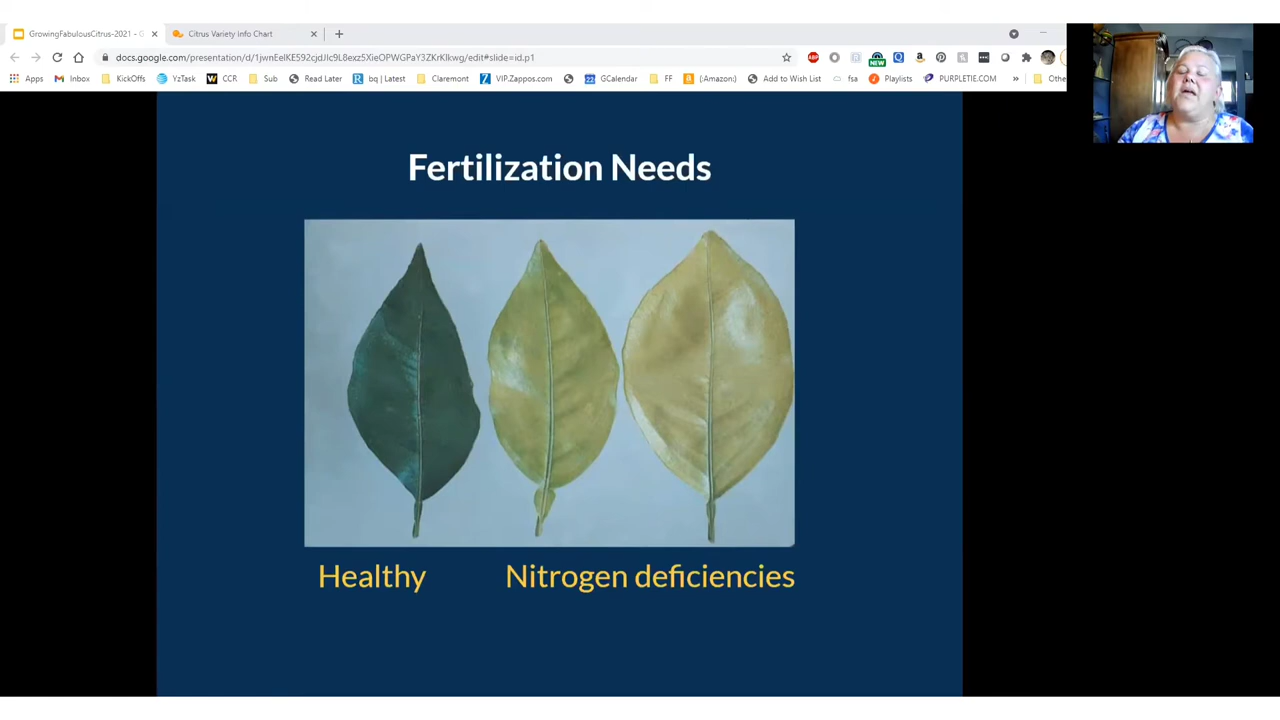 GrowingFabulousCitrus-2021 - G
Citrus Variety Info Chart
docs.google.com/presentation/d/1jwnEeIKE592cjdJIc9L8exz5XieOPWGPaY3ZKrKlkwg/edit#slide=id.p1
Apps Inbox KickOffs YzTask CCR Sub Read Later bq | Latest Claremont VIP.Zappos.com GCalendar FF (:Amazon:) Add to Wish List fsa Playlists PURPLETIE.COM » Othe
Fertilization Needs
Healthy Nitrogen deficiencies